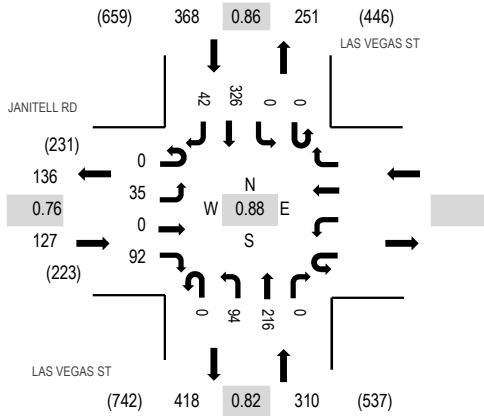 (659) 368 0.86 251 (446)
LAS VEGAS ST
42 326 0 0
JANITELL RD
(231)
0
136
35
N
0.76
W 0.88 E
0
127
S
92
(223)
0 94 216 0
LAS VEGAS ST
(742) 418 0.82 310 (537)